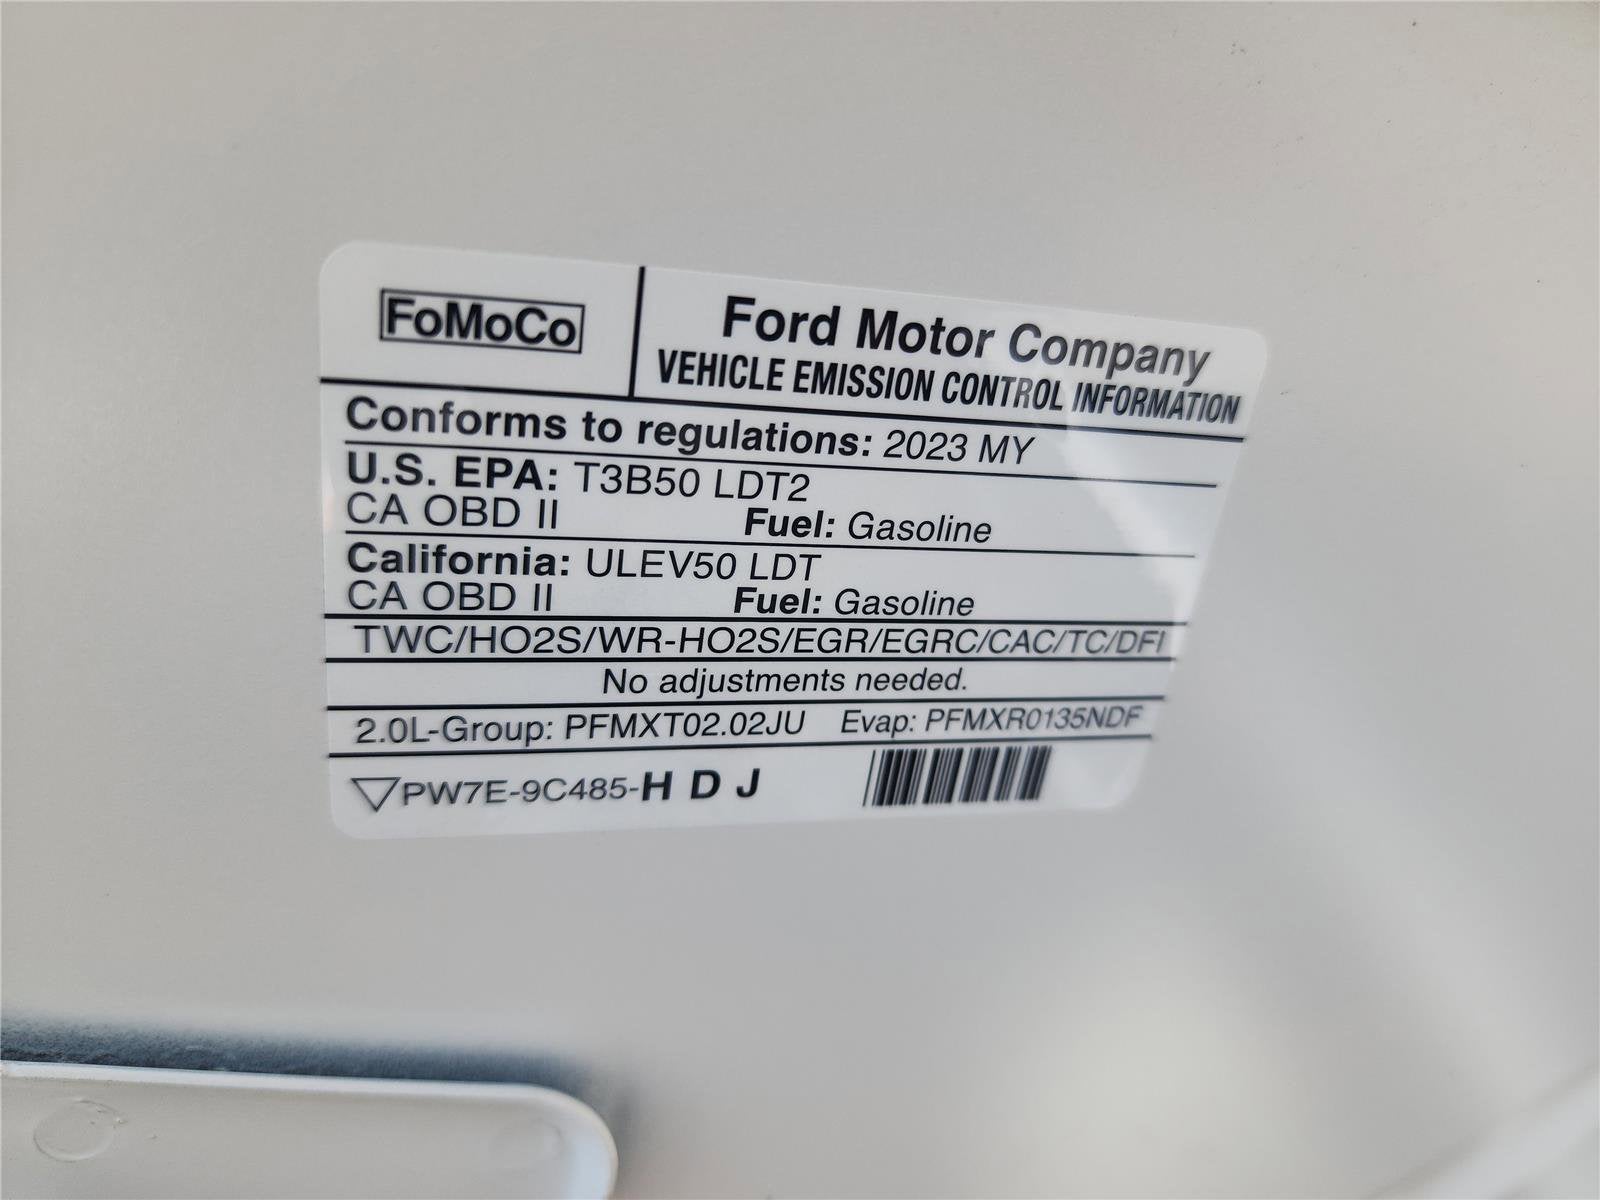 FoMoCo
Ford Motor Company
VEHICLE EMISSION CONTROL INFORMATION
Conforms to regulations: 2023 MY
U.S. EPA: T3B50 LDT2
CA OBD II Fuel: Gasoline
California: ULEV50 LDT
CA OBD II Fuel: Gasoline
TWC/HO2S/WR-HO2S/EGR/EGRC/CAC/TC/DFI
No adjustments needed.
2.0L-Group: PFMXT02.02JU Evap: PFMXR0135NDF
PW7E-9C485-H D J